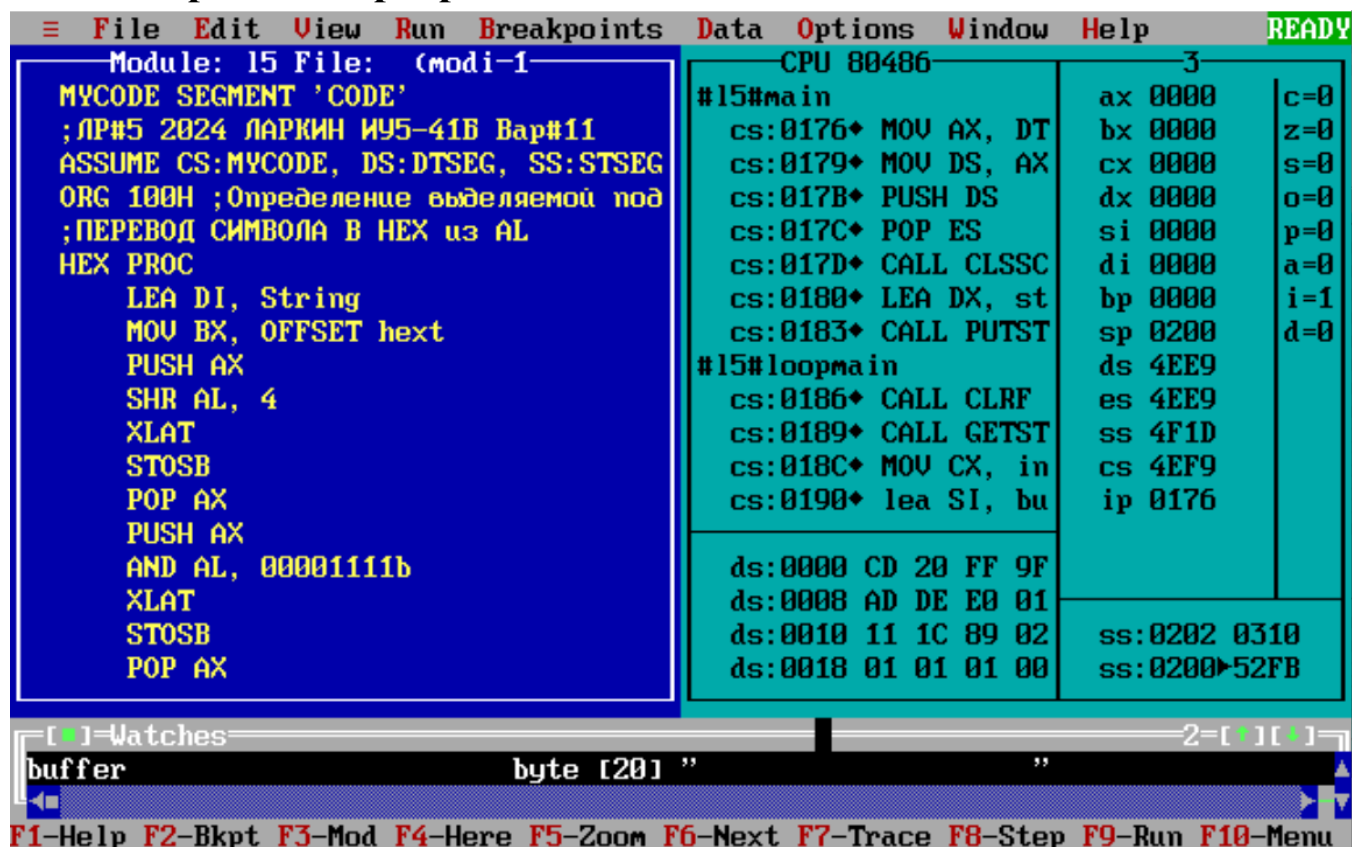 ≡ File Edit View Run Breakpoints Data Options Window Help READY
Module: l5 File: (modi-1
MYCODE SEGMENT 'CODE'
;ЛР#5 2024 ЛАРКИН ИУ5-41Б Вар#11
ASSUME CS:MYCODE, DS:DTSEG, SS:STSEG
ORG 100H ;Определение выделяемой под
;ПЕРЕВОД СИМВОЛА В HEX из AL
HEX PROC
LEA DI, String
MOV BX, OFFSET hext
PUSH AX
SHR AL, 4
XLAT
STOSB
POP AX
PUSH AX
AND AL, 00001111b
XLAT
STOSB
POP AX
CPU 80486
#l5#main
cs:0176♦ MOV AX, DT
cs:0179♦ MOV DS, AX
cs:017B♦ PUSH DS
cs:017C♦ POP ES
cs:017D♦ CALL CLSSC
cs:0180♦ LEA DX, st
cs:0183♦ CALL PUTST
#l5#loopmain
cs:0186♦ CALL CLRF
cs:0189♦ CALL GETST
cs:018C♦ MOV CX, in
cs:0190♦ lea SI, bu
ds:0000 CD 20 FF 9F
ds:0008 AD DE E0 01
ds:0010 11 1C 89 02
ds:0018 01 01 01 00
3
ax 0000
bx 0000
cx 0000
dx 0000
si 0000
di 0000
bp 0000
sp 0200
ds 4EE9
es 4EE9
ss 4F1D
cs 4EF9
ip 0176
c=0
z=0
s=0
o=0
p=0
a=0
i=1
d=0
ss:0202 0310
ss:0200►52FB
[■]=Watches 2=[↑][↓]
buffer byte [20] " "
F1-Help F2-Bkpt F3-Mod F4-Here F5-Zoom F6-Next F7-Trace F8-Step F9-Run F10-Menu